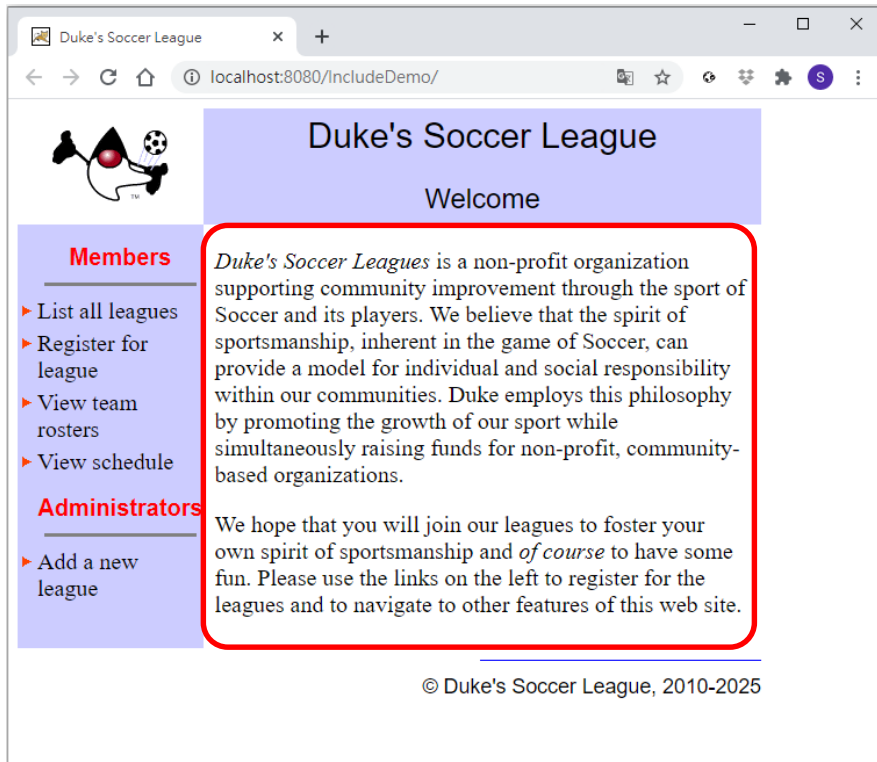 Duke's Soccer League
localhost:8080/IncludeDemo/
S
Duke's Soccer League
Welcome
TM
Members
List all leagues
Register for
league
View team
rosters
View schedule
Administrators
Add a new
league
Duke's Soccer Leagues is a non-profit organization
supporting community improvement through the sport of
Soccer and its players. We believe that the spirit of
sportsmanship, inherent in the game of Soccer, can
provide a model for individual and social responsibility
within our communities. Duke employs this philosophy
by promoting the growth of our sport while
simultaneously raising funds for non-profit, community-
based organizations.
We hope that you will join our leagues to foster your
own spirit of sportsmanship and of course to have some
fun. Please use the links on the left to register for the
leagues and to navigate to other features of this web site.
© Duke's Soccer League, 2010-2025